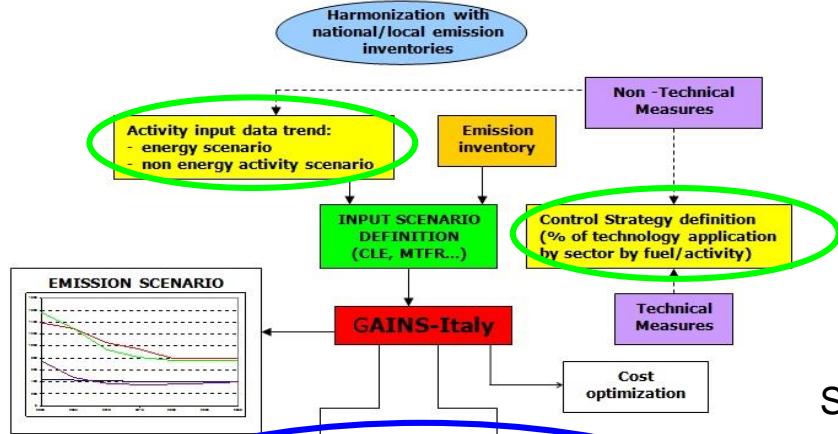 Harmonization with
national/local emission
inventories
Non -Technical
Measures
Activity input data trend:
- energy scenario
- non energy activity scenario
Emission
inventory
INPUT SCENARIO
DEFINITION
(CLE, MTFR...)
Control Strategy definition
(% of technology application
by sector by fuel/activity)
EMISSION SCENARIO
GAINS-Italy
Technical
Measures
Cost
optimization
S